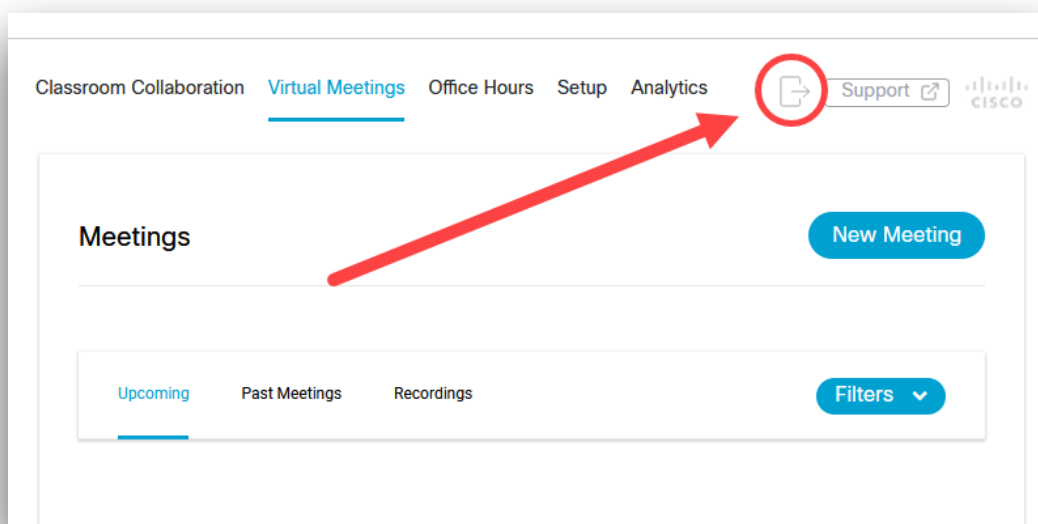 Classroom Collaboration Virtual Meetings Office Hours Setup Analytics Support
CISCO
Meetings New Meeting
Upcoming Past Meetings Recordings Filters